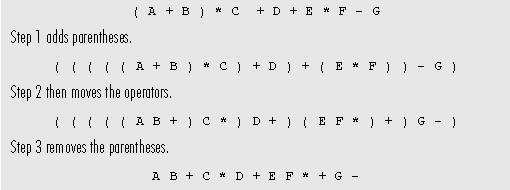 ( A + B ) * C + D + E * F - G
Step 1 adds parentheses.
( ( ( ( ( A + B ) * C ) + D ) + ( E * F ) ) - G )
Step 2 then moves the operators.
( ( ( ( ( A B + ) C * ) D + ) ( E F * ) + ) G - )
Step 3 removes the parentheses.
A B + C * D + E F * + G -